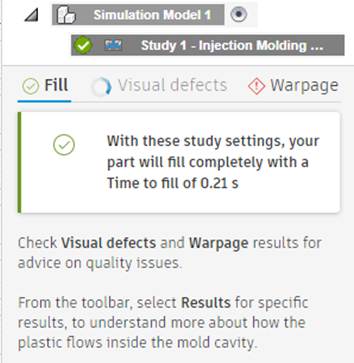 Simulation Model 1
Study 1 - Injection Molding ...
Fill Visual defects Warpage
With these study settings, your
part will fill completely with a
Time to fill of 0.21 s
Check Visual defects and Warpage results for
advice on quality issues.
From the toolbar, select Results for specific
results, to understand more about how the
plastic flows inside the mold cavity.